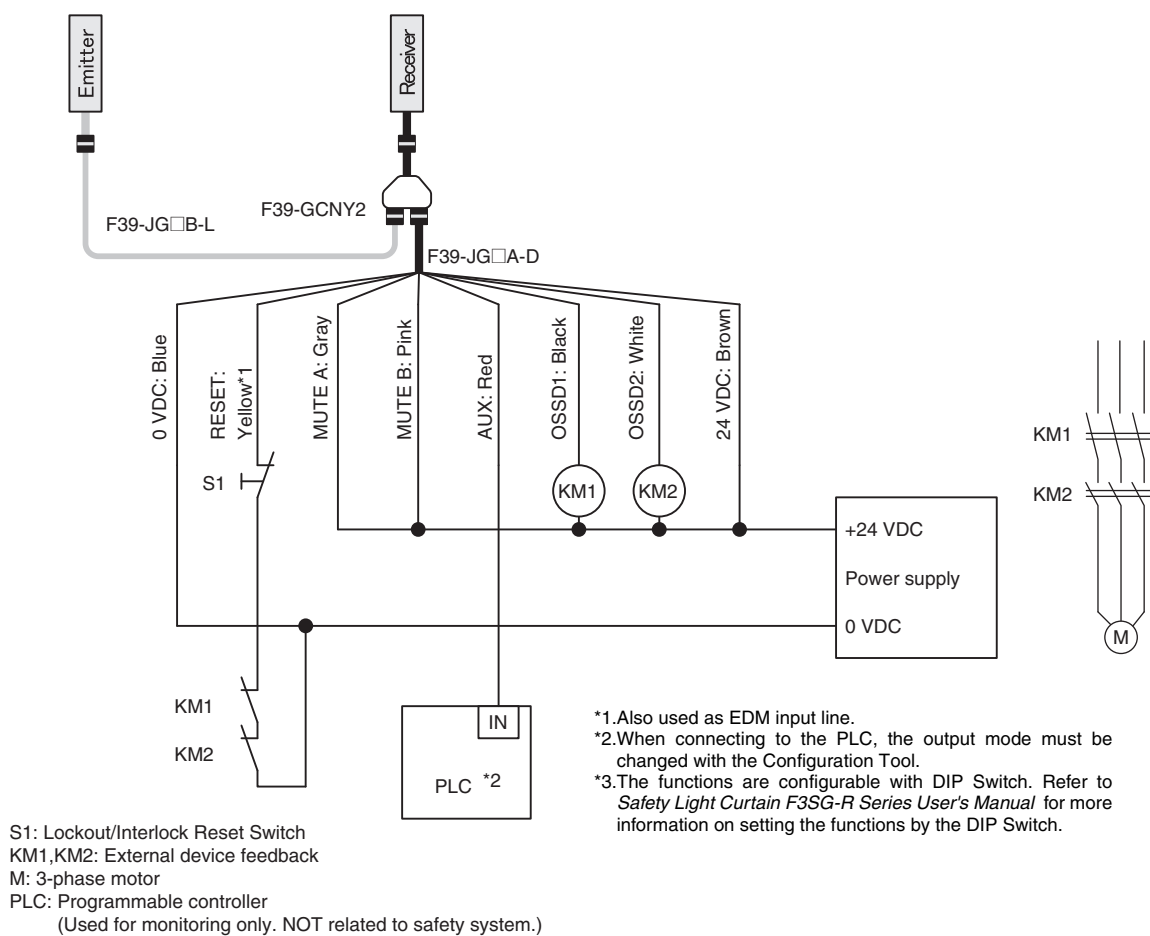 Emitter
Receiver
F39-JG□B-L
F39-GCNY2
F39-JG□A-D
0 VDC: Blue
RESET:
Yellow*1
MUTE A: Gray
MUTE B: Pink
AUX: Red
OSSD1: Black
OSSD2: White
24 VDC: Brown
S1
KM1
KM2
+24 VDC
Power supply
0 VDC
KM1
KM2
M
KM1
KM2
IN
PLC *2
*1.Also used as EDM input line.
*2.When connecting to the PLC, the output mode must be
changed with the Configuration Tool.
*3.The functions are configurable with DIP Switch. Refer to
Safety Light Curtain F3SG-R Series User's Manual for more
information on setting the functions by the DIP Switch.
S1: Lockout/Interlock Reset Switch
KM1,KM2: External device feedback
M: 3-phase motor
PLC: Programmable controller
(Used for monitoring only. NOT related to safety system.)